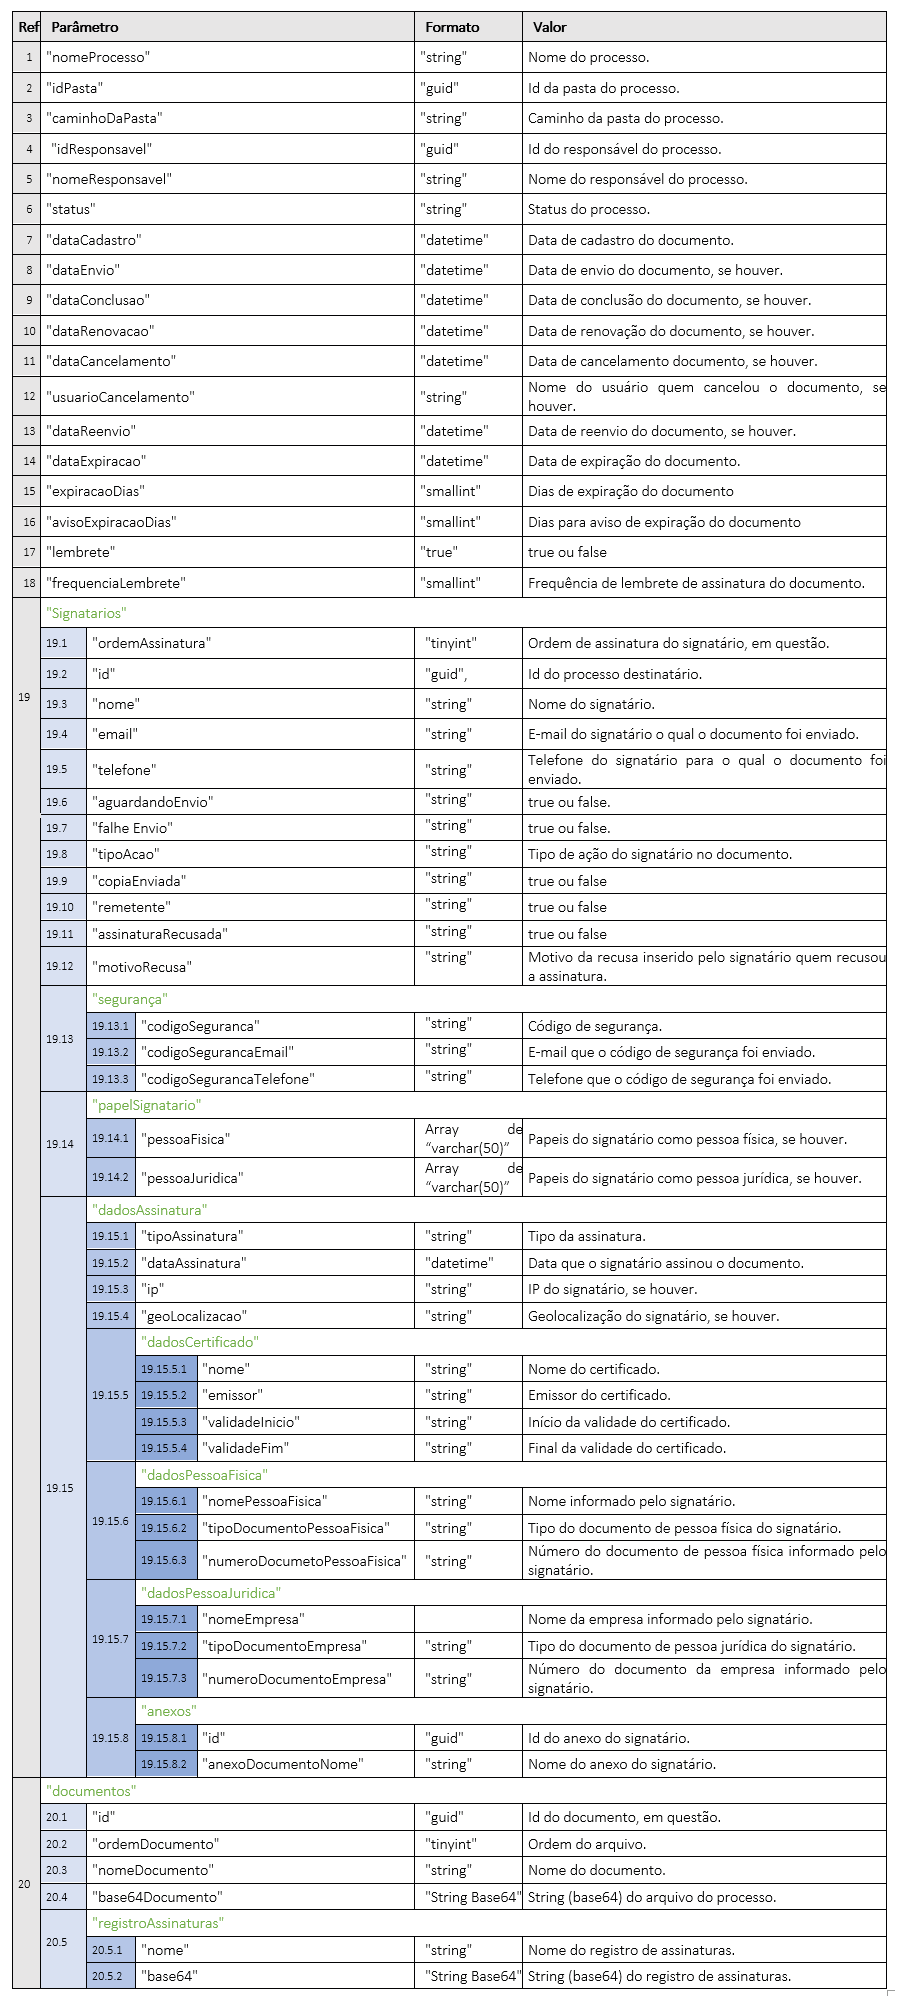 Ref Parâmetro Formato Valor
1 "nomeProcesso" "string" Nome do processo.
2 "idPasta" "guid" Id da pasta do processo.
3 "caminhoDaPasta" "string" Caminho da pasta do processo.
4 "idResponsavel" "guid" Id do responsável do processo.
5 "nomeResponsavel" "string" Nome do responsável do processo.
6 "status" "string" Status do processo.
7 "dataCadastro" "datetime" Data de cadastro do documento.
8 "dataEnvio" "datetime" Data de envio do documento, se houver.
9 "dataConclusao" "datetime" Data de conclusão do documento, se houver.
10 "dataRenovacao" "datetime" Data de renovação do documento, se houver.
11 "dataCancelamento" "datetime" Data de cancelamento documento, se houver.
12 "usuarioCancelamento" "string" Nome do usuário quem cancelou o documento, se
houver.
13 "dataReenvio" "datetime" Data de reenvio do documento, se houver.
14 "dataExpiracao" "datetime" Data de expiração do documento.
15 "expiracaoDias" "smallint" Dias de expiração do documento
16 "avisoExpiracaoDias" "smallint" Dias para aviso de expiração do documento
17 "lembrete" "true" true ou false
18 "frequenciaLembrete" "smallint" Frequência de lembrete de assinatura do documento.
19 "Signatarios"
19.1 "ordemAssinatura" "tinyint" Ordem de assinatura do signatário, em questão.
19.2 "id" "guid", Id do processo destinatário.
19.3 "nome" "string" Nome do signatário.
19.4 "email" "string" E-mail do signatário o qual o documento foi enviado.
19.5 "telefone" "string" Telefone do signatário para o qual o documento foi
enviado.
19.6 "aguardandoEnvio" "string" true ou false.
19.7 "falhe Envio" "string" true ou false.
19.8 "tipoAcao" "string" Tipo de ação do signatário no documento.
19.9 "copiaEnviada" "string" true ou false
19.10 "remetente" "string" true ou false
19.11 "assinaturaRecusada" "string" true ou false
19.12 "motivoRecusa" "string" Motivo da recusa inserido pelo signatário quem recusou
a assinatura.
19.13 "segurança"
19.13.1 "codigoSeguranca" "string" Código de segurança.
19.13.2 "codigoSegurancaEmail" "string" E-mail que o código de segurança foi enviado.
19.13.3 "codigoSegurancaTelefone" "string" Telefone que o código de segurança foi enviado.
19.14 "papelSignatario"
19.14.1 "pessoaFisica" Array de “varchar(50)” Papeis do signatário como pessoa física, se houver.
19.14.2 "pessoaJuridica" Array de “varchar(50)” Papeis do signatário como pessoa jurídica, se houver.
19.15 "dadosAssinatura"
19.15.1 "tipoAssinatura" "string" Tipo da assinatura.
19.15.2 "dataAssinatura" "datetime" Data que o signatário assinou o documento.
19.15.3 "ip" "string" IP do signatário, se houver.
19.15.4 "geoLocalizacao" "string" Geolocalização do signatário, se houver.
19.15.5 "dadosCertificado"
19.15.5.1 "nome" "string" Nome do certificado.
19.15.5.2 "emissor" "string" Emissor do certificado.
19.15.5.3 "validadeInicio" "string" Início da validade do certificado.
19.15.5.4 "validadeFim" "string" Final da validade do certificado.
19.15.6 "dadosPessoaFisica"
19.15.6.1 "nomePessoaFisica" "string" Nome informado pelo signatário.
19.15.6.2 "tipoDocumentoPessoaFisica" "string" Tipo do documento de pessoa física do signatário.
19.15.6.3 "numeroDocumetoPessoaFisica" "string" Número do documento de pessoa física informado pelo
signatário.
19.15.7 "dadosPessoaJuridica"
19.15.7.1 "nomeEmpresa" Nome da empresa informado pelo signatário.
19.15.7.2 "tipoDocumentoEmpresa" "string" Tipo do documento de pessoa jurídica do signatário.
19.15.7.3 "numeroDocumentoEmpresa" "string" Número do documento da empresa informado pelo
signatário.
19.15.8 "anexos"
19.15.8.1 "id" "guid" Id do anexo do signatário.
19.15.8.2 "anexoDocumentoNome" "string" Nome do anexo do signatário.
20 "documentos"
20.1 "id" "guid" Id do documento, em questão.
20.2 "ordemDocumento" "tinyint" Ordem do arquivo.
20.3 "nomeDocumento" "string" Nome do documento.
20.4 "base64Documento" "String Base64" String (base64) do arquivo do processo.
20.5 "registroAssinaturas"
20.5.1 "nome" "string" Nome do registro de assinaturas.
20.5.2 "base64" "String Base64" String (base64) do registro de assinaturas.